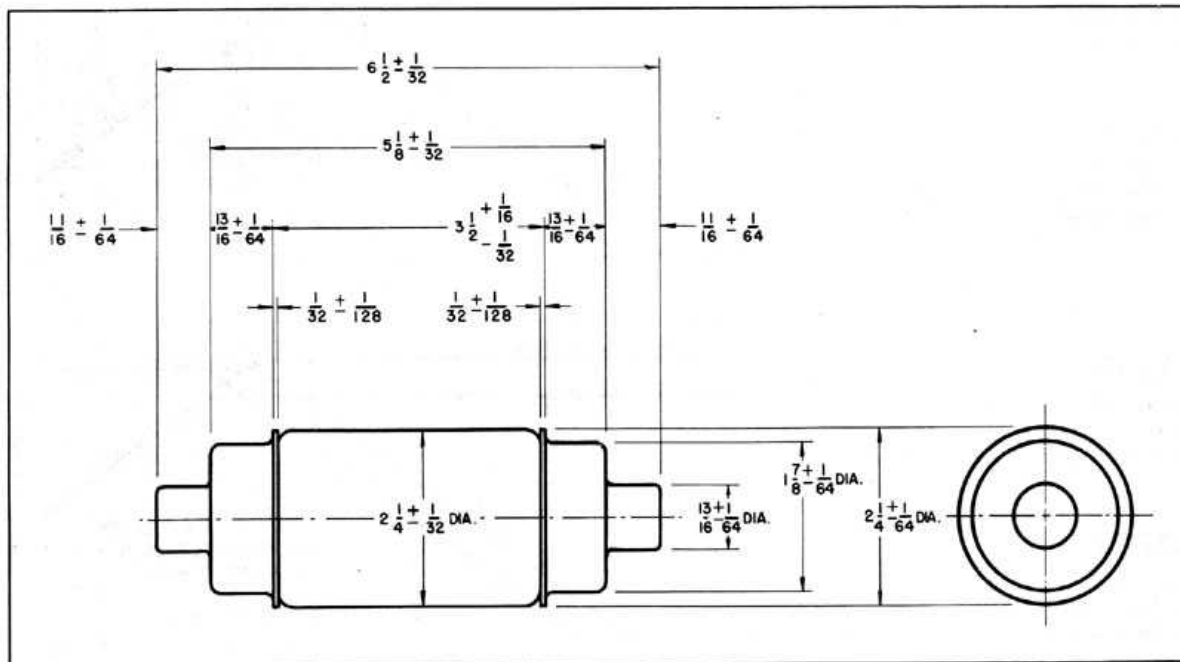 6 1/2 ± 1/32
5 1/8 ± 1/32
11/16 ± 1/64
13/16 ± 1/64
3 1/2 + 1/16 - 1/32
13/16 ± 1/64
11/16 ± 1/64
1/32 ± 1/128
1/32 ± 1/128
2 1/4 ± 1/32 DIA.
13/16 ± 1/64 DIA.
1 7/8 ± 1/64 DIA.
2 1/4 ± 1/64 DIA.